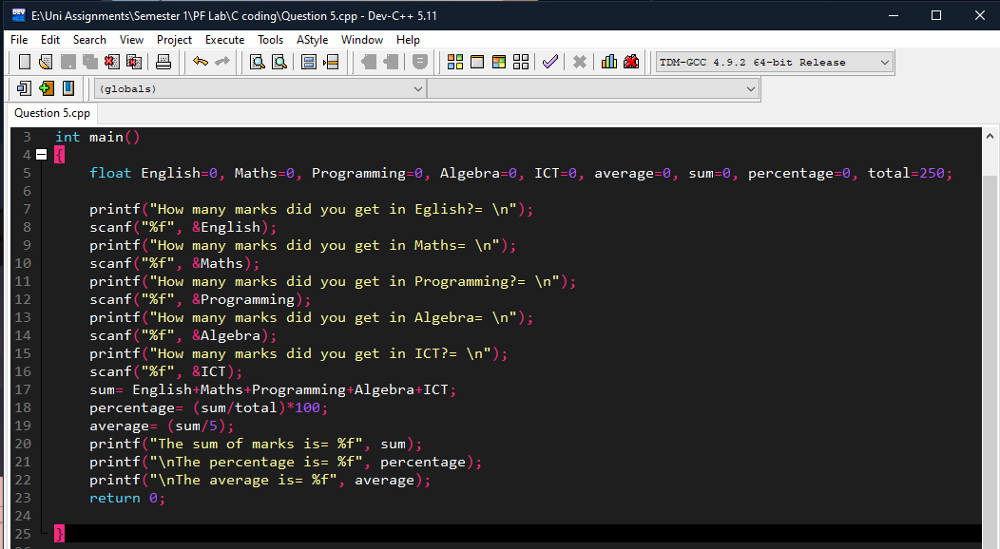 E:\Uni Assignments\Semester 1\PF Lab\C coding\Question 5.cpp - Dev-C++ 5.11
File Edit Search View Project Execute Tools AStyle Window Help
TDM-GCC 4.9.2 64-bit Release
(globals)
Question 5.cpp
3 int main()
4 {
5 float English=0, Maths=0, Programming=0, Algebra=0, ICT=0, average=0, sum=0, percentage=0, total=250;
6
7 printf("How many marks did you get in Eglish?= \n");
8 scanf("%f", &English);
9 printf("How many marks did you get in Maths= \n");
10 scanf("%f", &Maths);
11 printf("How many marks did you get in Programming?= \n");
12 scanf("%f", &Programming);
13 printf("How many marks did you get in Algebra= \n");
14 scanf("%f", &Algebra);
15 printf("How many marks did you get in ICT?= \n");
16 scanf("%f", &ICT);
17 sum= English+Maths+Programming+Algebra+ICT;
18 percentage= (sum/total)*100;
19 average= (sum/5);
20 printf("The sum of marks is= %f", sum);
21 printf("\nThe percentage is= %f", percentage);
22 printf("\nThe average is= %f", average);
23 return 0;
24
25 }